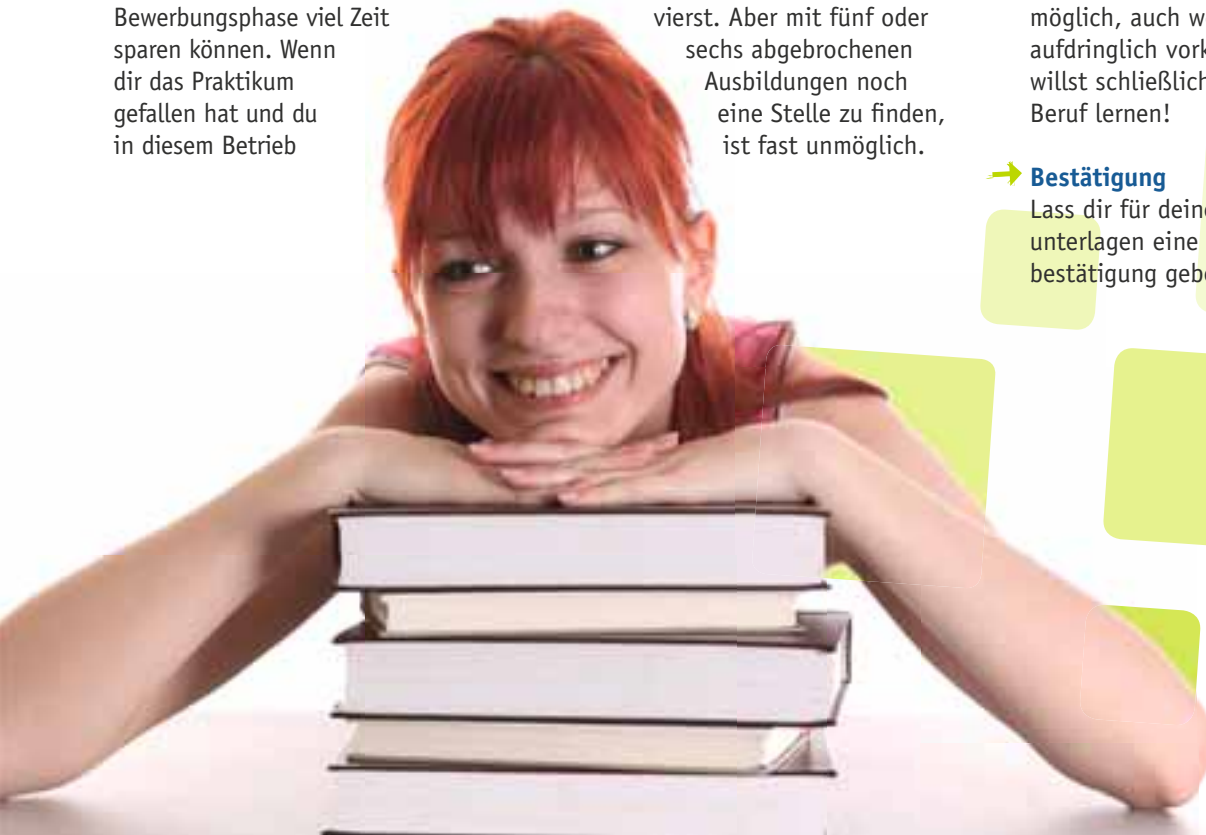 Bewerbungsphase viel Zeit
sparen können. Wenn
dir das Praktikum
gefallen hat und du
in diesem Betrieb
vierst. Aber mit fünf oder
sechs abgebrochenen
Ausbildungen noch
eine Stelle zu finden,
ist fast unmöglich.
möglich, auch w
aufdringlich vork
willst schließlich
Beruf lernen!
Bestätigung
Lass dir für dein
unterlagen eine
bestätigung geb